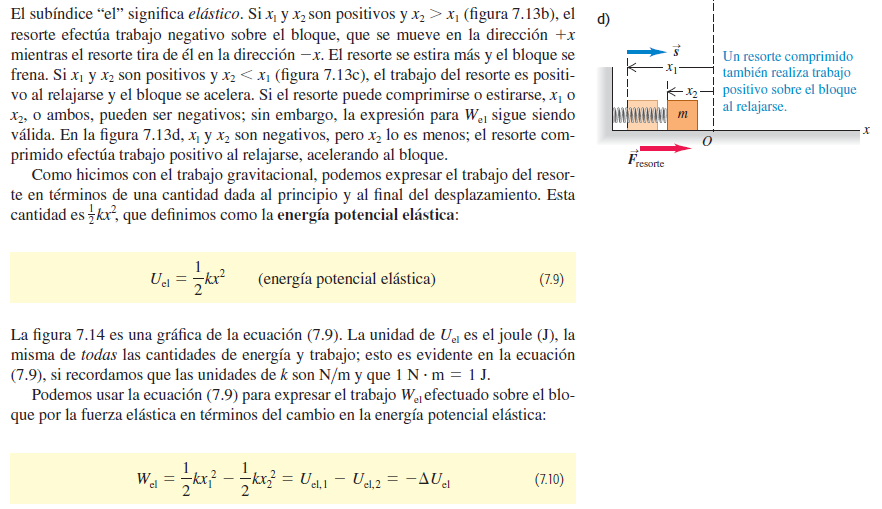 El subíndice “el” significa elástico. Si x₁ y x₂ son positivos y x₂ > x₁ (figura 7.13b), el
resorte efectúa trabajo negativo sobre el bloque, que se mueve en la dirección +x
mientras el resorte tira de él en la dirección −x. El resorte se estira más y el bloque se
frena. Si x₁ y x₂ son positivos y x₂ < x₁ (figura 7.13c), el trabajo del resorte es positi-
vo al relajarse y el bloque se acelera. Si el resorte puede comprimirse o estirarse, x₁ o
x₂, o ambos, pueden ser negativos; sin embargo, la expresión para Wel sigue siendo
válida. En la figura 7.13d, x₁ y x₂ son negativos, pero x₂ lo es menos; el resorte com-
primido efectúa trabajo positivo al relajarse, acelerando al bloque.
Como hicimos con el trabajo gravitacional, podemos expresar el trabajo del resor-
te en términos de una cantidad dada al principio y al final del desplazamiento. Esta
cantidad es ½kx², que definimos como la energía potencial elástica:
Uel = ½kx² (energía potencial elástica) (7.9)
La figura 7.14 es una gráfica de la ecuación (7.9). La unidad de Uel es el joule (J), la
misma de todas las cantidades de energía y trabajo; esto es evidente en la ecuación
(7.9), si recordamos que las unidades de k son N/m y que 1 N · m = 1 J.
Podemos usar la ecuación (7.9) para expresar el trabajo Wel efectuado sobre el blo-
que por la fuerza elástica en términos del cambio en la energía potencial elástica:
Wel = ½kx₁² − ½kx₂² = Uel,1 − Uel,2 = −ΔUel (7.10)
d)
s⃗
x₁
x₂
m
O
x
F⃗resorte
Un resorte comprimido
también realiza trabajo
positivo sobre el bloque
al relajarse.